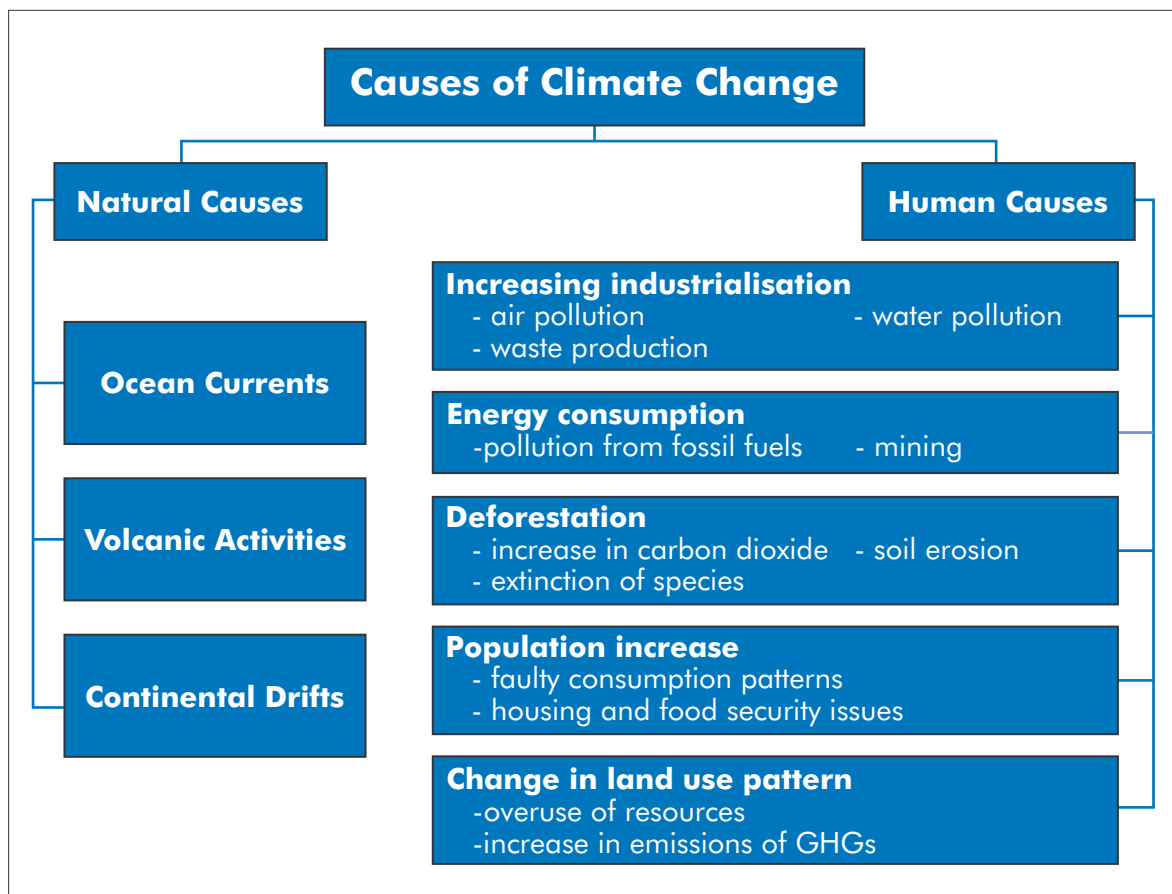 Causes of Climate Change
Natural Causes
Ocean Currents
Volcanic Activities
Continental Drifts
Human Causes
Increasing industrialisation
- air pollution - water pollution
- waste production
Energy consumption
-pollution from fossil fuels - mining
Deforestation
- increase in carbon dioxide - soil erosion
- extinction of species
Population increase
- faulty consumption patterns
- housing and food security issues
Change in land use pattern
-overuse of resources
-increase in emissions of GHGs